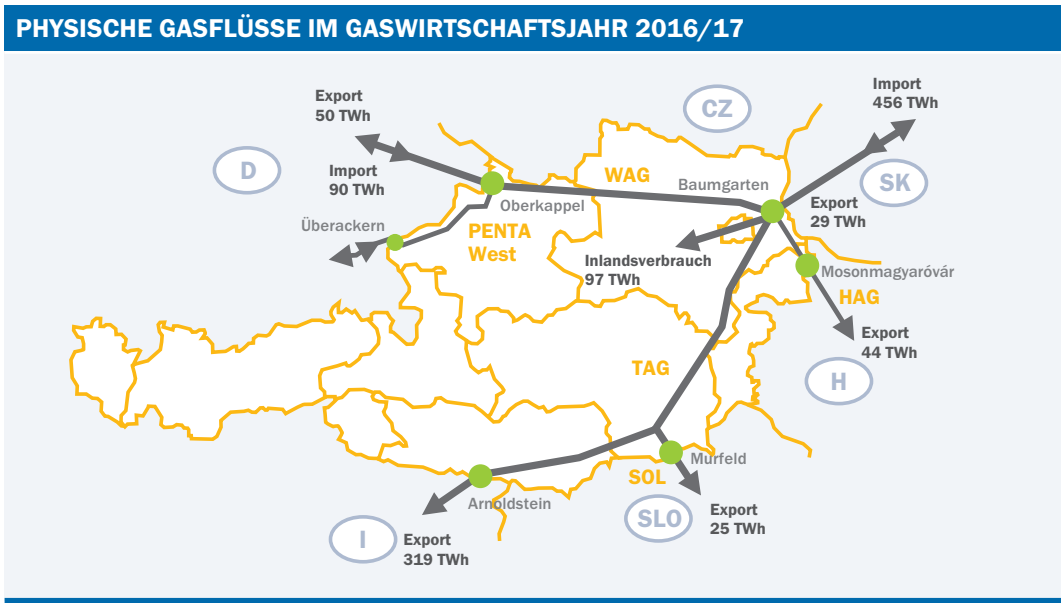 PHYSISCHE GASFLÜSSE IM GASWIRTSCHAFTSJAHR 2016/17
Export
50 TWh
Import
456 TWh
CZ
D
Import
90 TWh
WAG
Baumgarten
SK
Oberkappel
Export
29 TWh
Überackern
PENTA
West
Inlandsverbrauch
97 TWh
Mosonmagyaróvár
HAG
Export
44 TWh
TAG
H
Murfeld
SOL
Arnoldstein
SLO
Export
25 TWh
I
Export
319 TWh